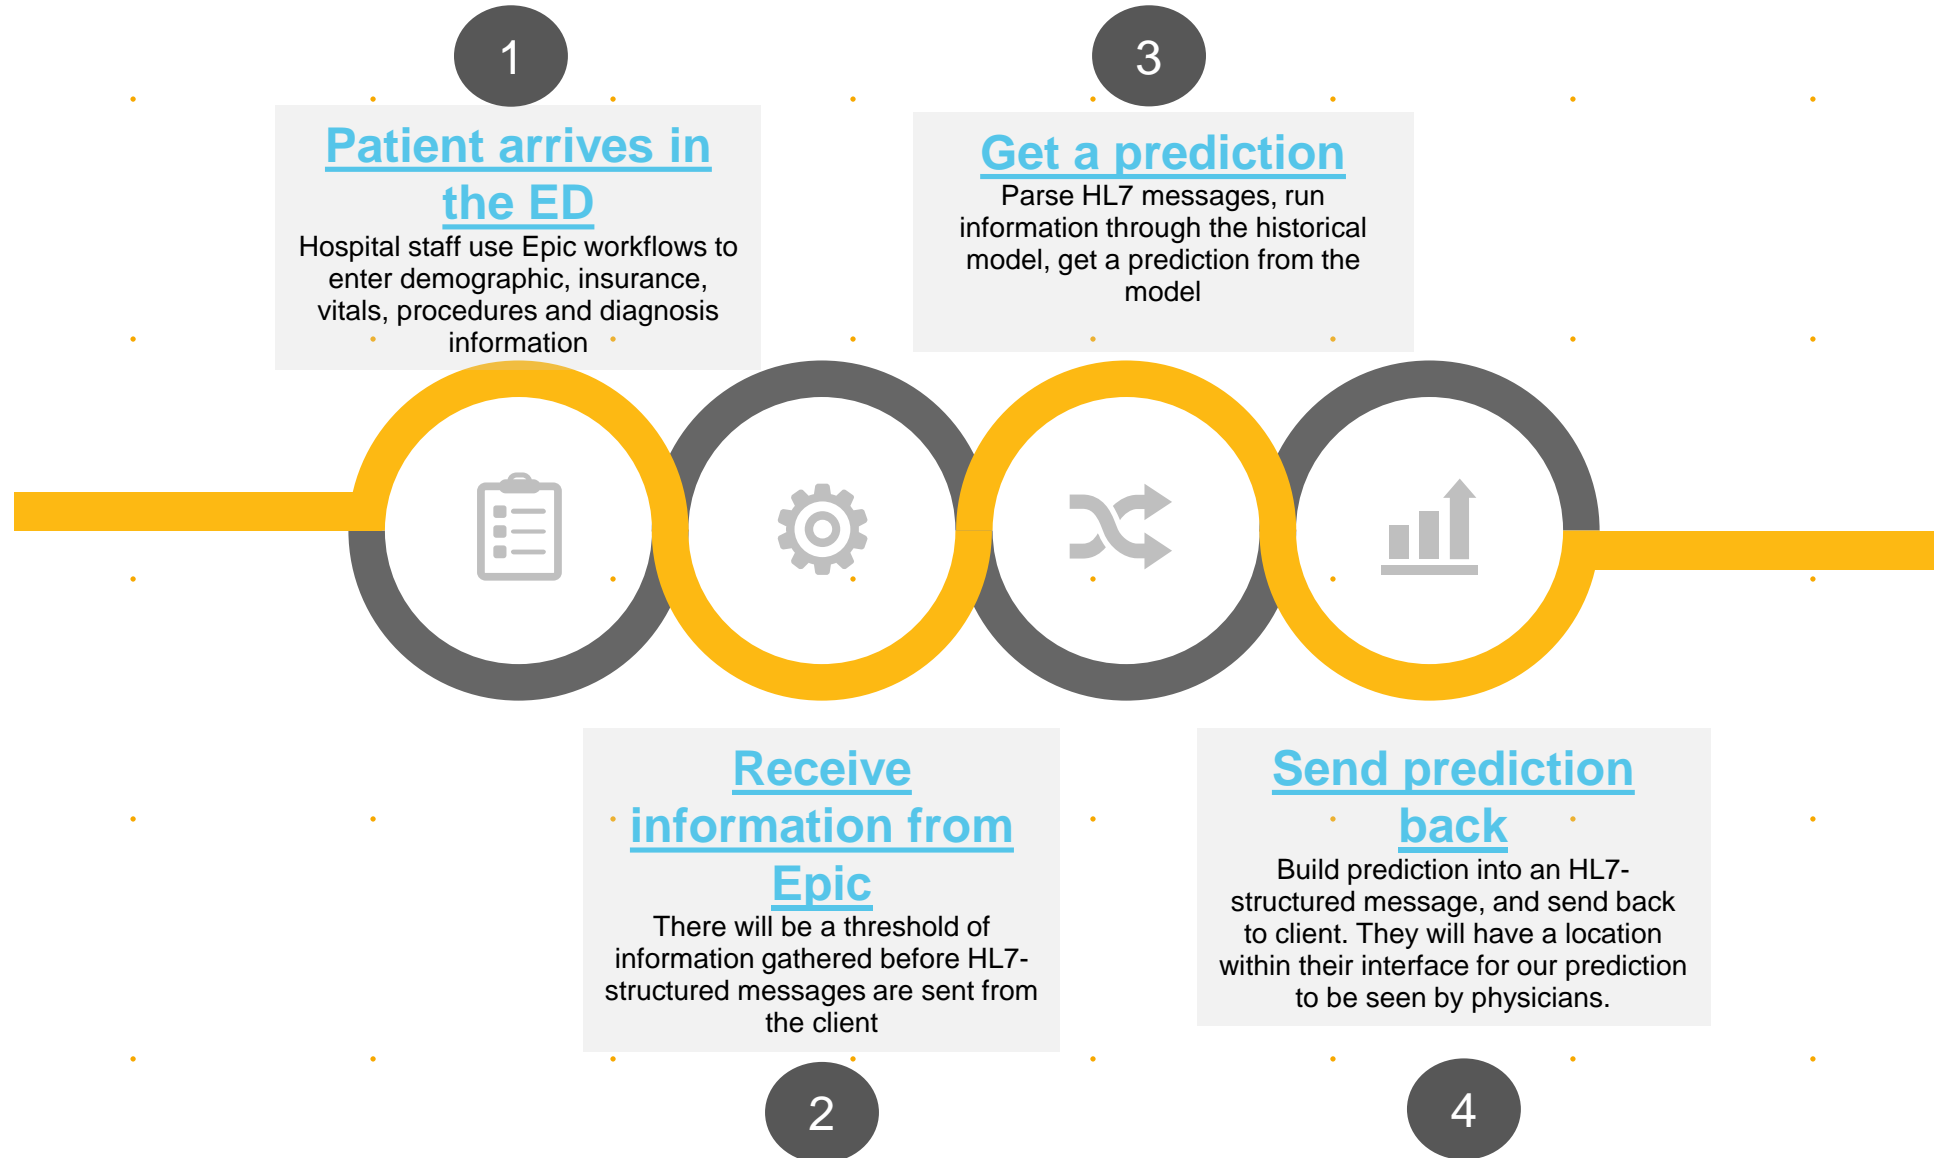 1
Patient arrives in
the ED
Hospital staff use Epic workflows to
enter demographic, insurance,
vitals, procedures and diagnosis
information
2
Receive
information from
Epic
There will be a threshold of
information gathered before HL7-
structured messages are sent from
the client
3
Get a prediction
Parse HL7 messages, run
information through the historical
model, get a prediction from the
model
4
Send prediction
back
Build prediction into an HL7-
structured message, and send back
to client. They will have a location
within their interface for our prediction
to be seen by physicians.